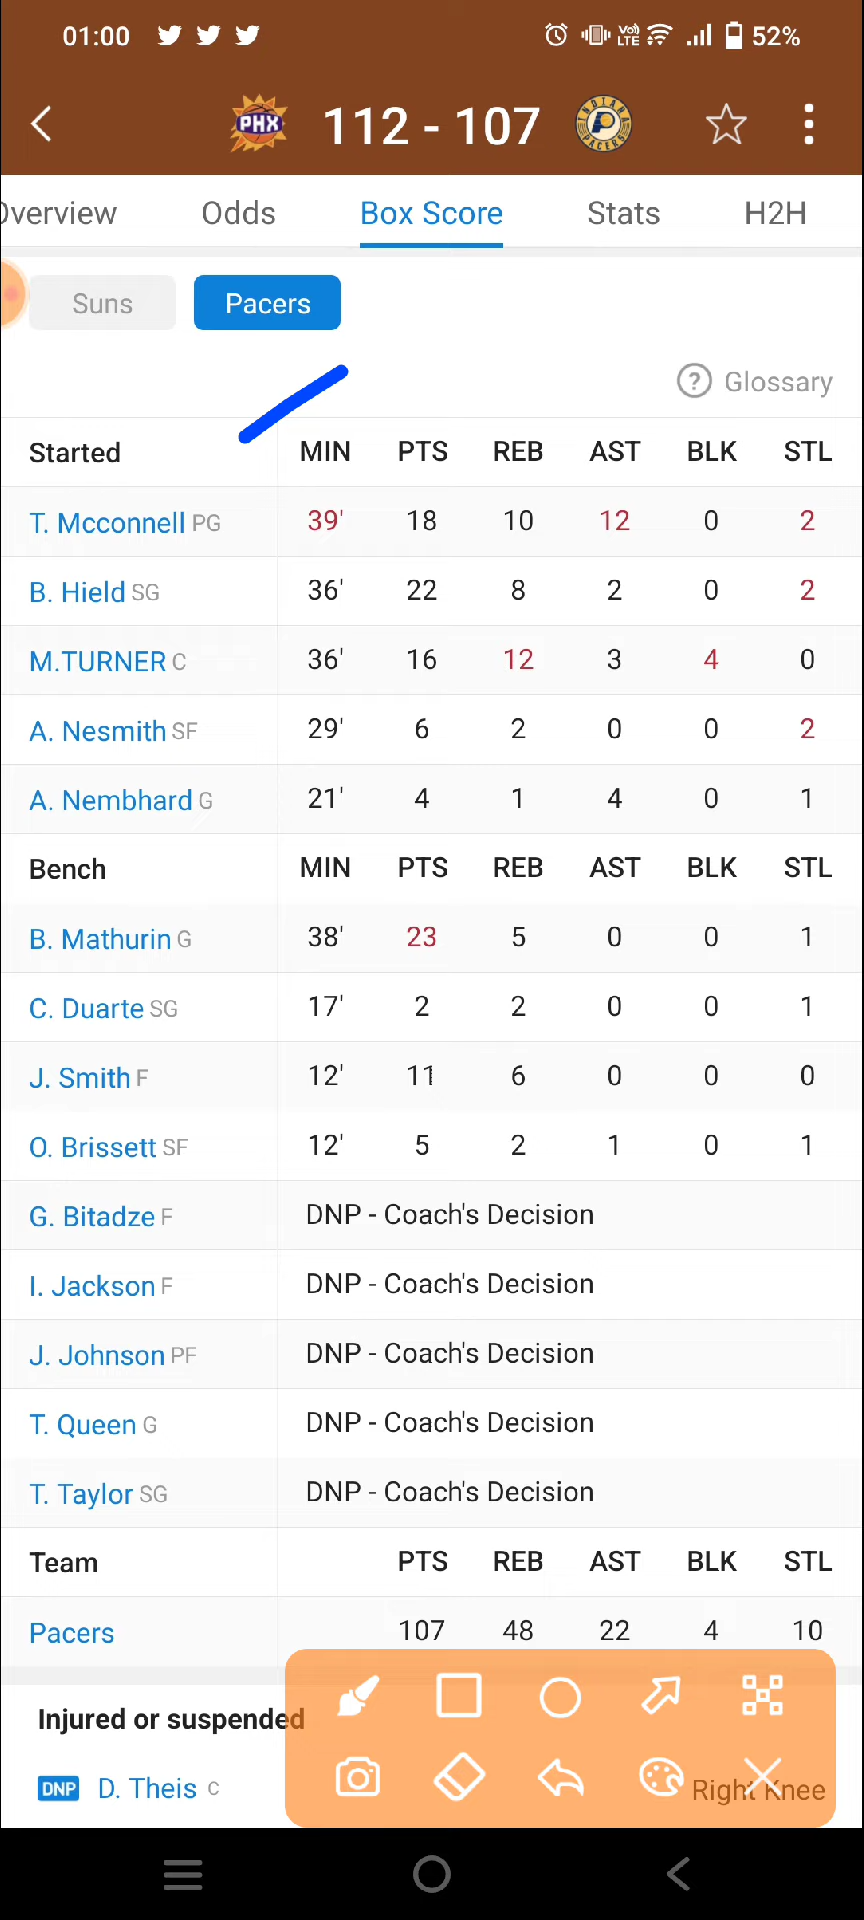 01:00 Vo) LTE 52%
PHX 112 - 107 INDIANA PACERS
Overview Odds Box Score Stats H2H
Suns Pacers
? Glossary
Started MIN PTS REB AST BLK STL
T. Mcconnell PG 39' 18 10 12 0 2
B. Hield SG 36' 22 8 2 0 2
M.TURNER C 36' 16 12 3 4 0
A. Nesmith SF 29' 6 2 0 0 2
A. Nembhard G 21' 4 1 4 0 1
Bench MIN PTS REB AST BLK STL
B. Mathurin G 38' 23 5 0 0 1
C. Duarte SG 17' 2 2 0 0 1
J. Smith F 12' 11 6 0 0 0
O. Brissett SF 12' 5 2 1 0 1
G. Bitadze F DNP - Coach's Decision
I. Jackson F DNP - Coach's Decision
J. Johnson PF DNP - Coach's Decision
T. Queen G DNP - Coach's Decision
T. Taylor SG DNP - Coach's Decision
Team PTS REB AST BLK STL
Pacers 107 48 22 4 10
Injured or suspended
DNP D. Theis C Right Knee